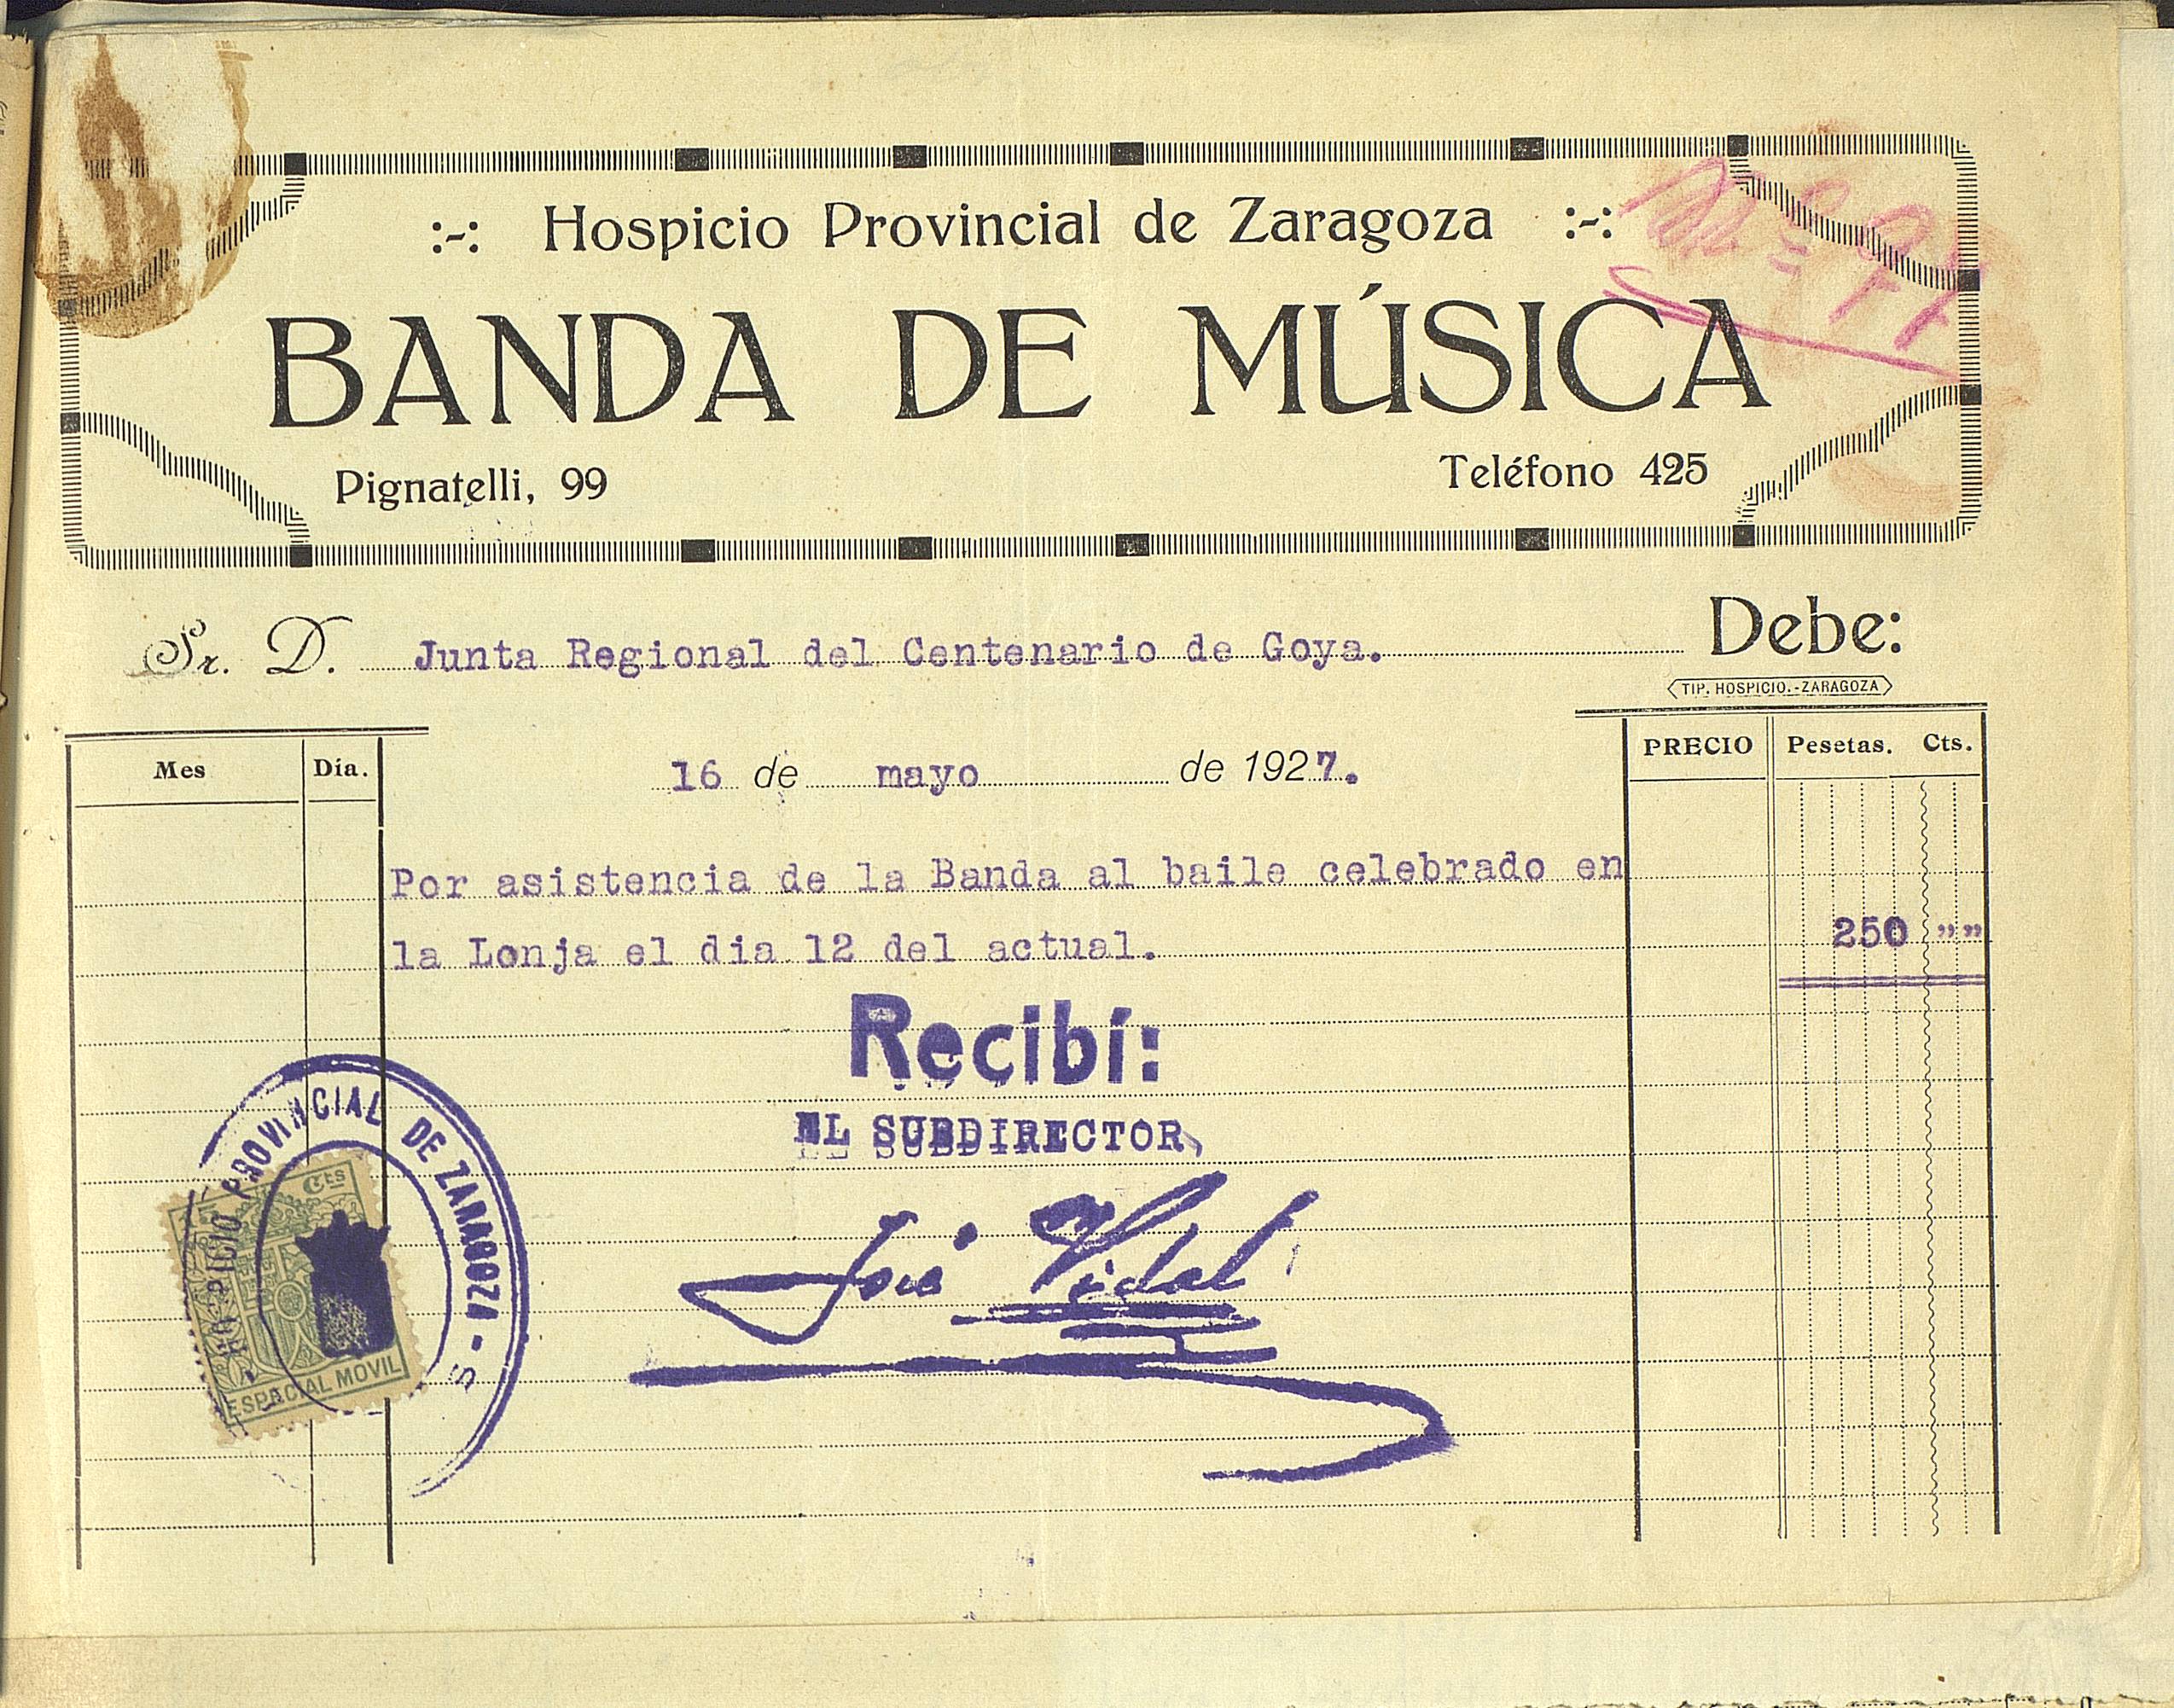 :-: Hospicio Provincial de Zaragoza :-:
BANDA DE MÚSICA
Pignatelli, 99 Teléfono 425
Sr. D. Junta Regional del Centenario de Goya. Debe:
TIP. HOSPICIO.-ZARAGOZA
Mes Día. 16 de mayo de 1927. PRECIO Pesetas. Cts.
Por asistencia de la Banda al baile celebrado en
la Lonja el dia 12 del actual. 250 ,,,,
Recibí:
EL SUBDIRECTOR,
José Vidal
PROVINCIAL DE ZARAGOZA
CTS
ESPECIAL MOVIL